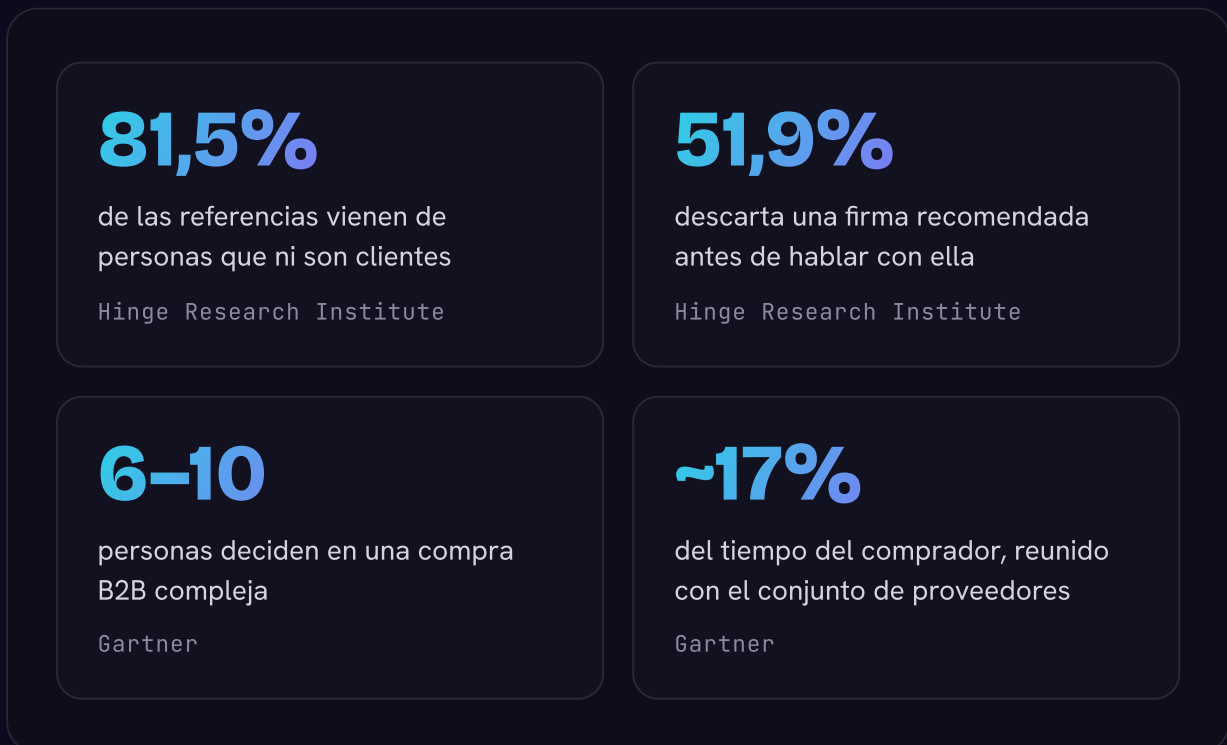 81,5%
de las referencias vienen de
personas que ni son clientes
Hinge Research Institute
51,9%
descarta una firma recomendada
antes de hablar con ella
Hinge Research Institute
6–10
personas deciden en una compra
B2B compleja
Gartner
~17%
del tiempo del comprador, reunido
con el conjunto de proveedores
Gartner